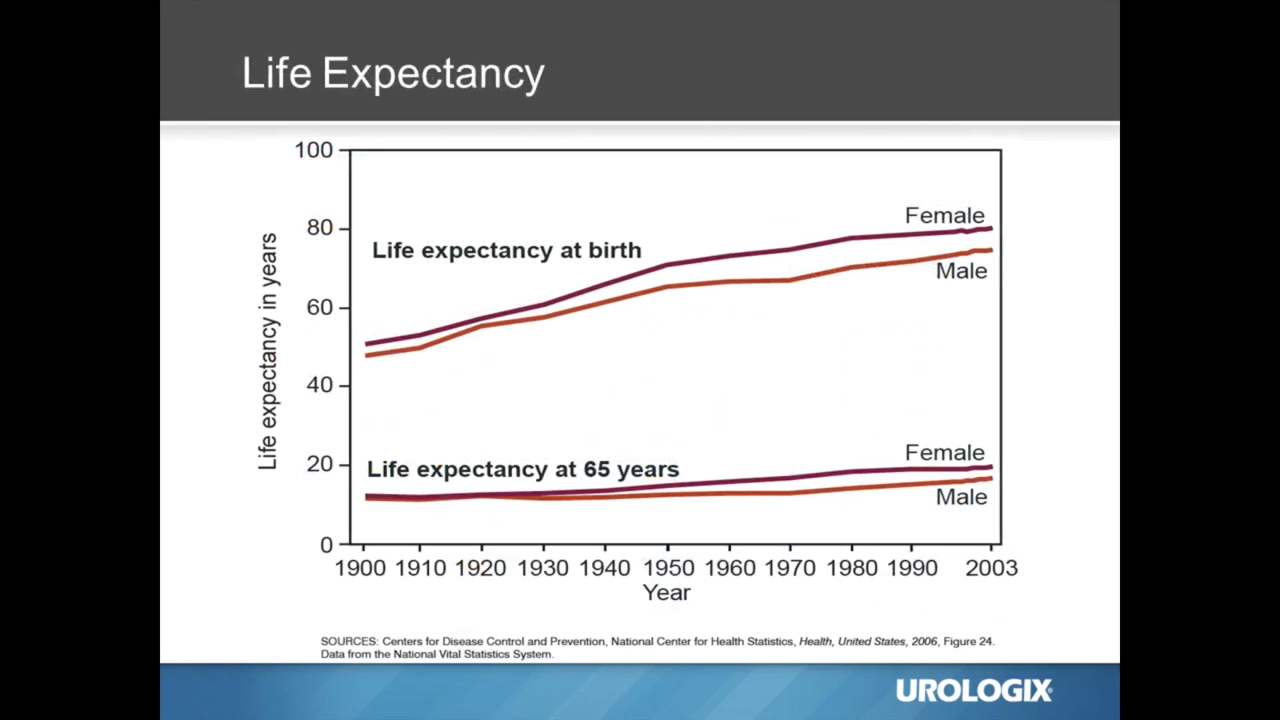 Life Expectancy
100
80
60
40
20
0
Life expectancy in years
Female
Life expectancy at birth
Male
Female
Life expectancy at 65 years
Male
1900 1910 1920 1930 1940 1950 1960 1970 1980 1990 2003
Year
SOURCES: Centers for Disease Control and Prevention, National Center for Health Statistics, Health, United States, 2006, Figure 24.
Data from the National Vital Statistics System.
UROLOGIX®